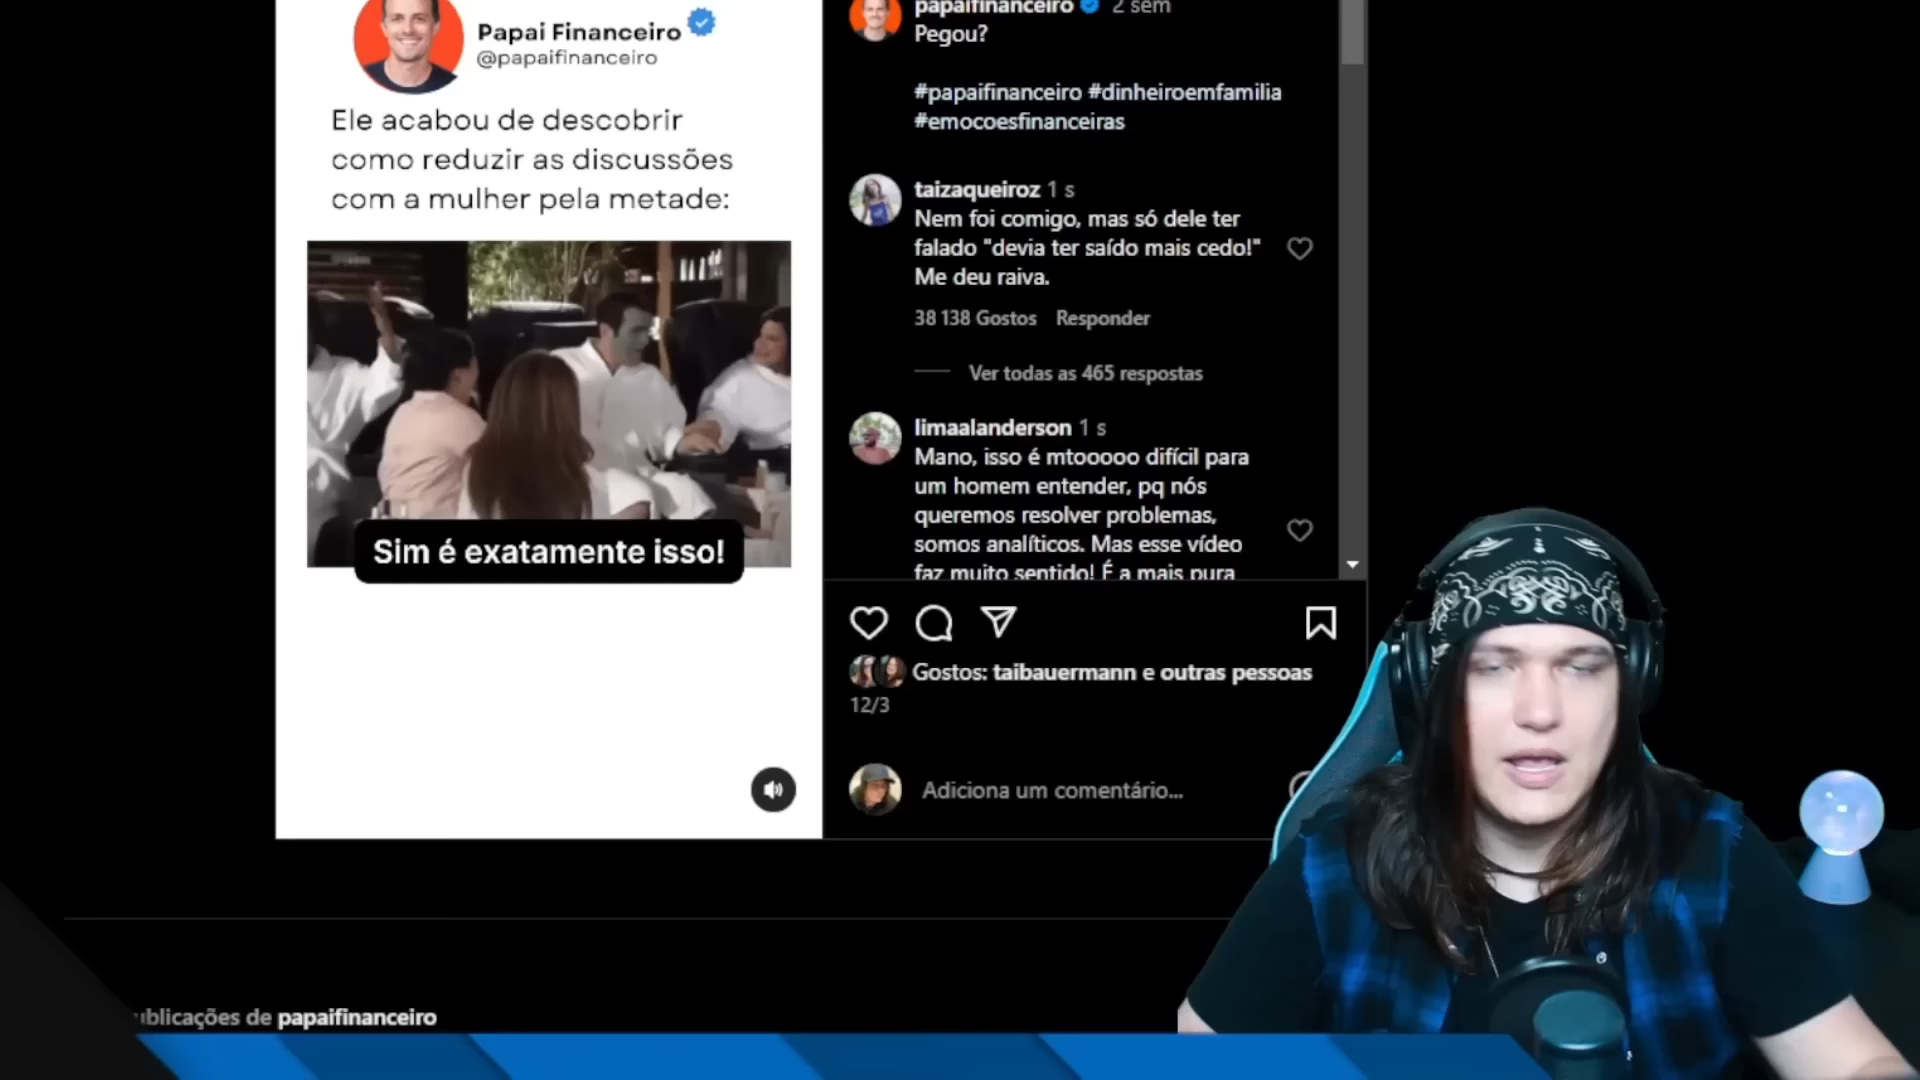 Papai Financeiro
@papaifinanceiro
Ele acabou de descobrir
como reduzir as discussões
com a mulher pela metade:
Sim é exatamente isso!
papaifinanceiro 2 sem
Pegou?
#papaifinanceiro #dinheiroemfamilia
#emocoesfinanceiras
taizaqueiroz 1 s
Nem foi comigo, mas só dele ter
falado "devia ter saído mais cedo!"
Me deu raiva.
38 138 Gostos Responder
Ver todas as 465 respostas
limaalanderson 1 s
Mano, isso é mtooooo difícil para
um homem entender, pq nós
queremos resolver problemas,
somos analíticos. Mas esse vídeo
faz muito sentido! É a mais pura
Gostos: taibauermann e outras pessoas
12/3
Adiciona um comentário...
ublicações de papaifinanceiro